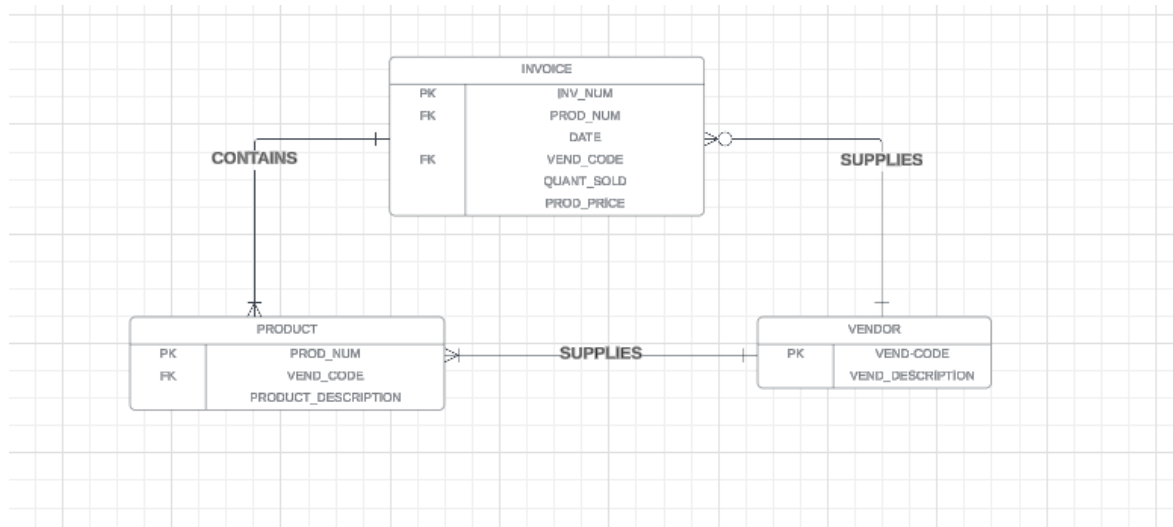 INVOICE
PK INV_NUM
FK PROD_NUM
DATE
FK VEND_CODE
QUANT_SOLD
PROD_PRICE
CONTAINS
SUPPLIES
PRODUCT
PK PROD_NUM
FK VEND_CODE
PRODUCT_DESCRIPTION
SUPPLIES
VENDOR
PK VEND-CODE
VEND_DESCRIPTION